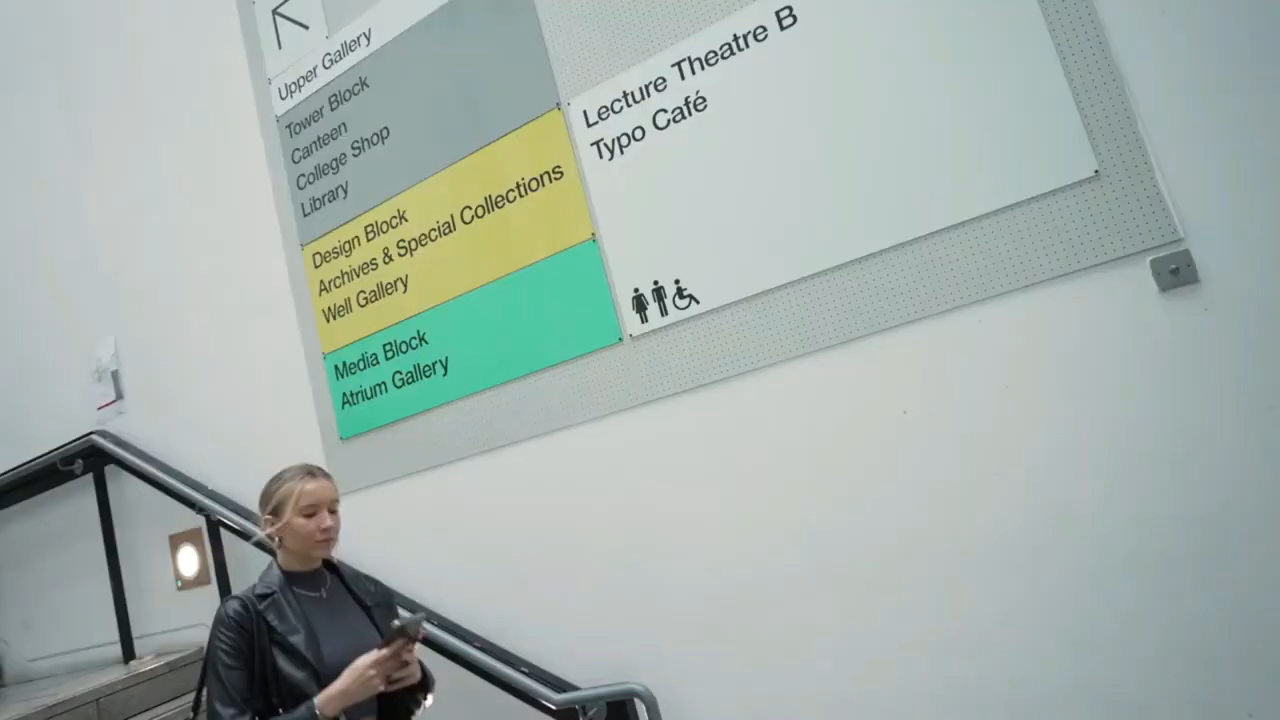 Upper Gallery
Tower Block
Canteen
College Shop
Library
Design Block
Archives & Special Collections
Well Gallery
Media Block
Atrium Gallery
Lecture Theatre B
Typo Café